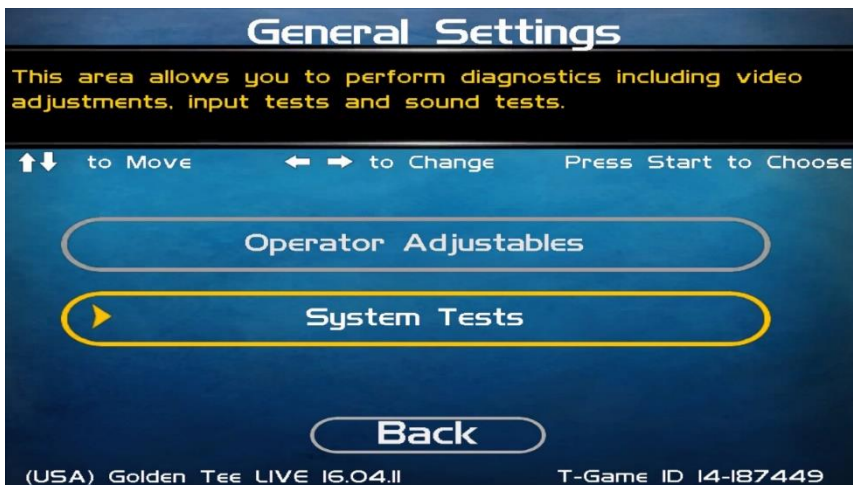 General Settings
This area allows you to perform diagnostics including video
adjustments, input tests and sound tests.
to Move to Change Press Start to Choose
Operator Adjustables
System Tests
Back
(USA) Golden Tee LIVE 16.04.11 T-Game ID 14-187449